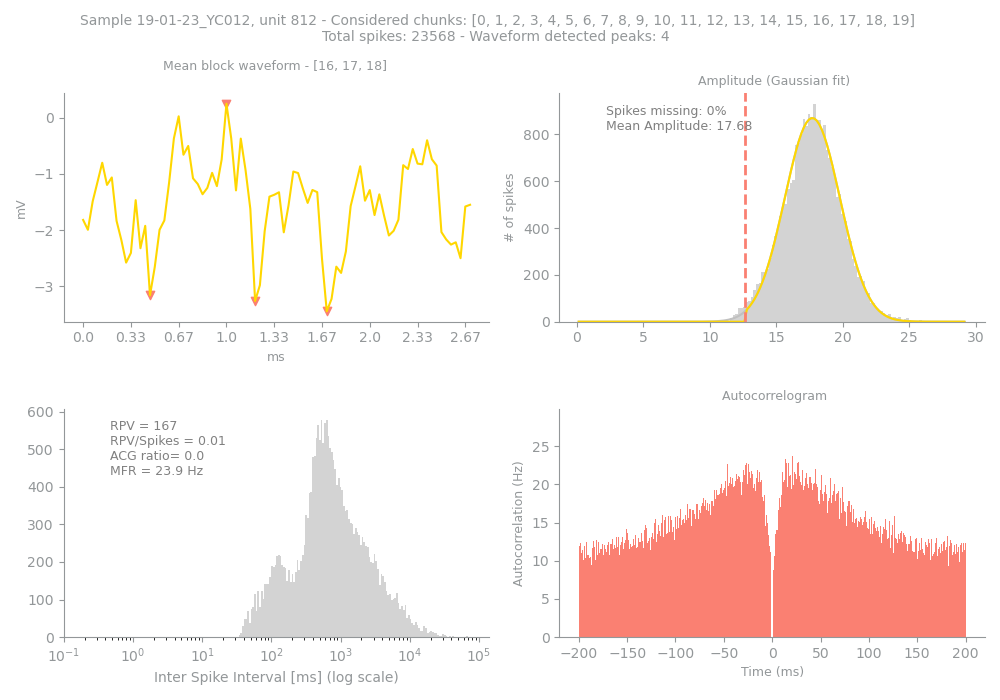 Sample 19-01-23_YC012, unit 812 - Considered chunks: [0, 1, 2, 3, 4, 5, 6, 7, 8, 9, 10, 11, 12, 13, 14, 15, 16, 17, 18, 19]
Total spikes: 23568 - Waveform detected peaks: 4
Mean block waveform - [16, 17, 18]
0
−1
−2
−3
mV
0.0 0.33 0.67 1.0 1.33 1.67 2.0 2.33 2.67
ms
Amplitude (Gaussian fit)
Spikes missing: 0%
Mean Amplitude: 17.68
800
600
400
200
0
# of spikes
0 5 10 15 20 25 30
600
500
400
300
200
100
0
RPV = 167
RPV/Spikes = 0.01
ACG ratio= 0.0
MFR = 23.9 Hz
10⁻¹ 10⁰ 10¹ 10² 10³ 10⁴ 10⁵
Inter Spike Interval [ms] (log scale)
Autocorrelogram
25
20
15
10
5
0
Autocorrelation (Hz)
−200 −150 −100 −50 0 50 100 150 200
Time (ms)